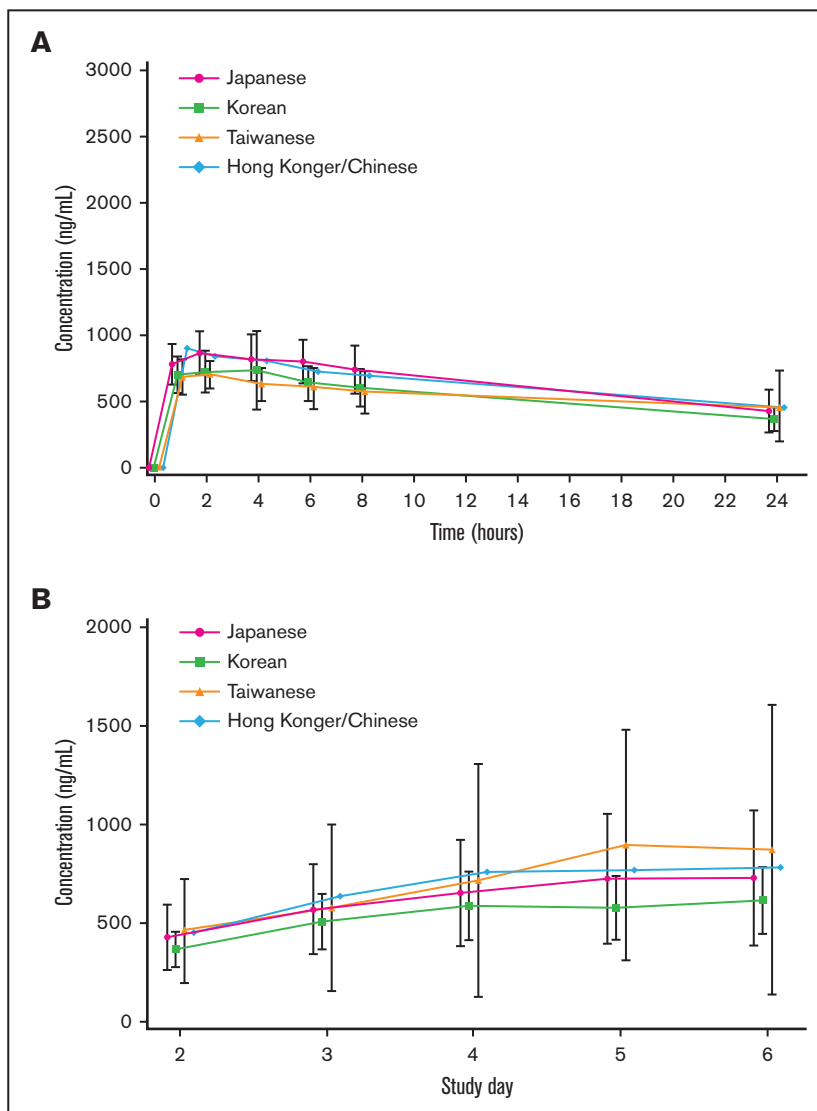 A
3000
2500
2000
1500
1000
500
0
Concentration (ng/mL)
Japanese
Korean
Taiwanese
Hong Konger/Chinese
0 2 4 6 8 10 12 14 16 18 20 22 24
Time (hours)
B
2000
1500
1000
500
0
Concentration (ng/mL)
Japanese
Korean
Taiwanese
Hong Konger/Chinese
2 3 4 5 6
Study day